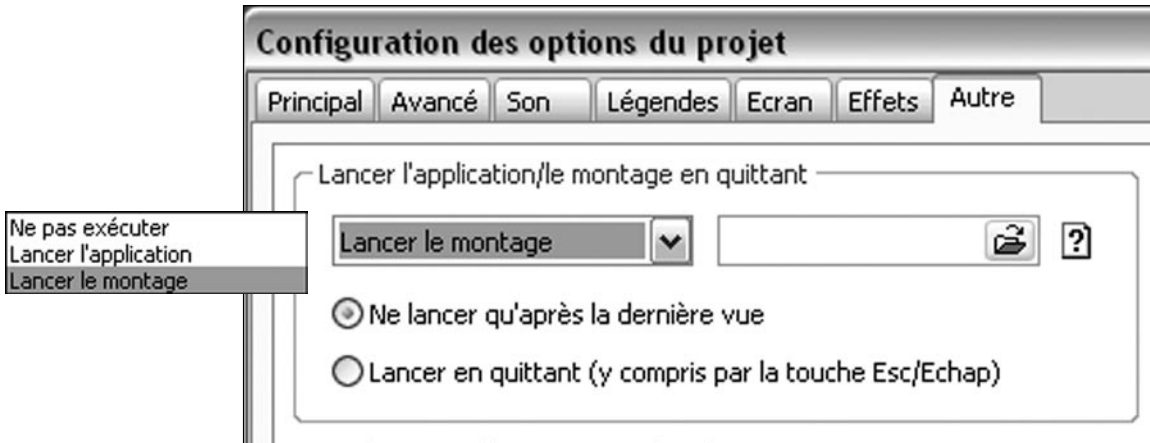 Configuration des options du projet
Principal Avancé Son Légendes Ecran Effets Autre
Lancer l'application/le montage en quittant
Ne pas exécuter
Lancer l'application
Lancer le montage
Lancer le montage
Ne lancer qu'après la dernière vue
Lancer en quittant (y compris par la touche Esc/Echap)